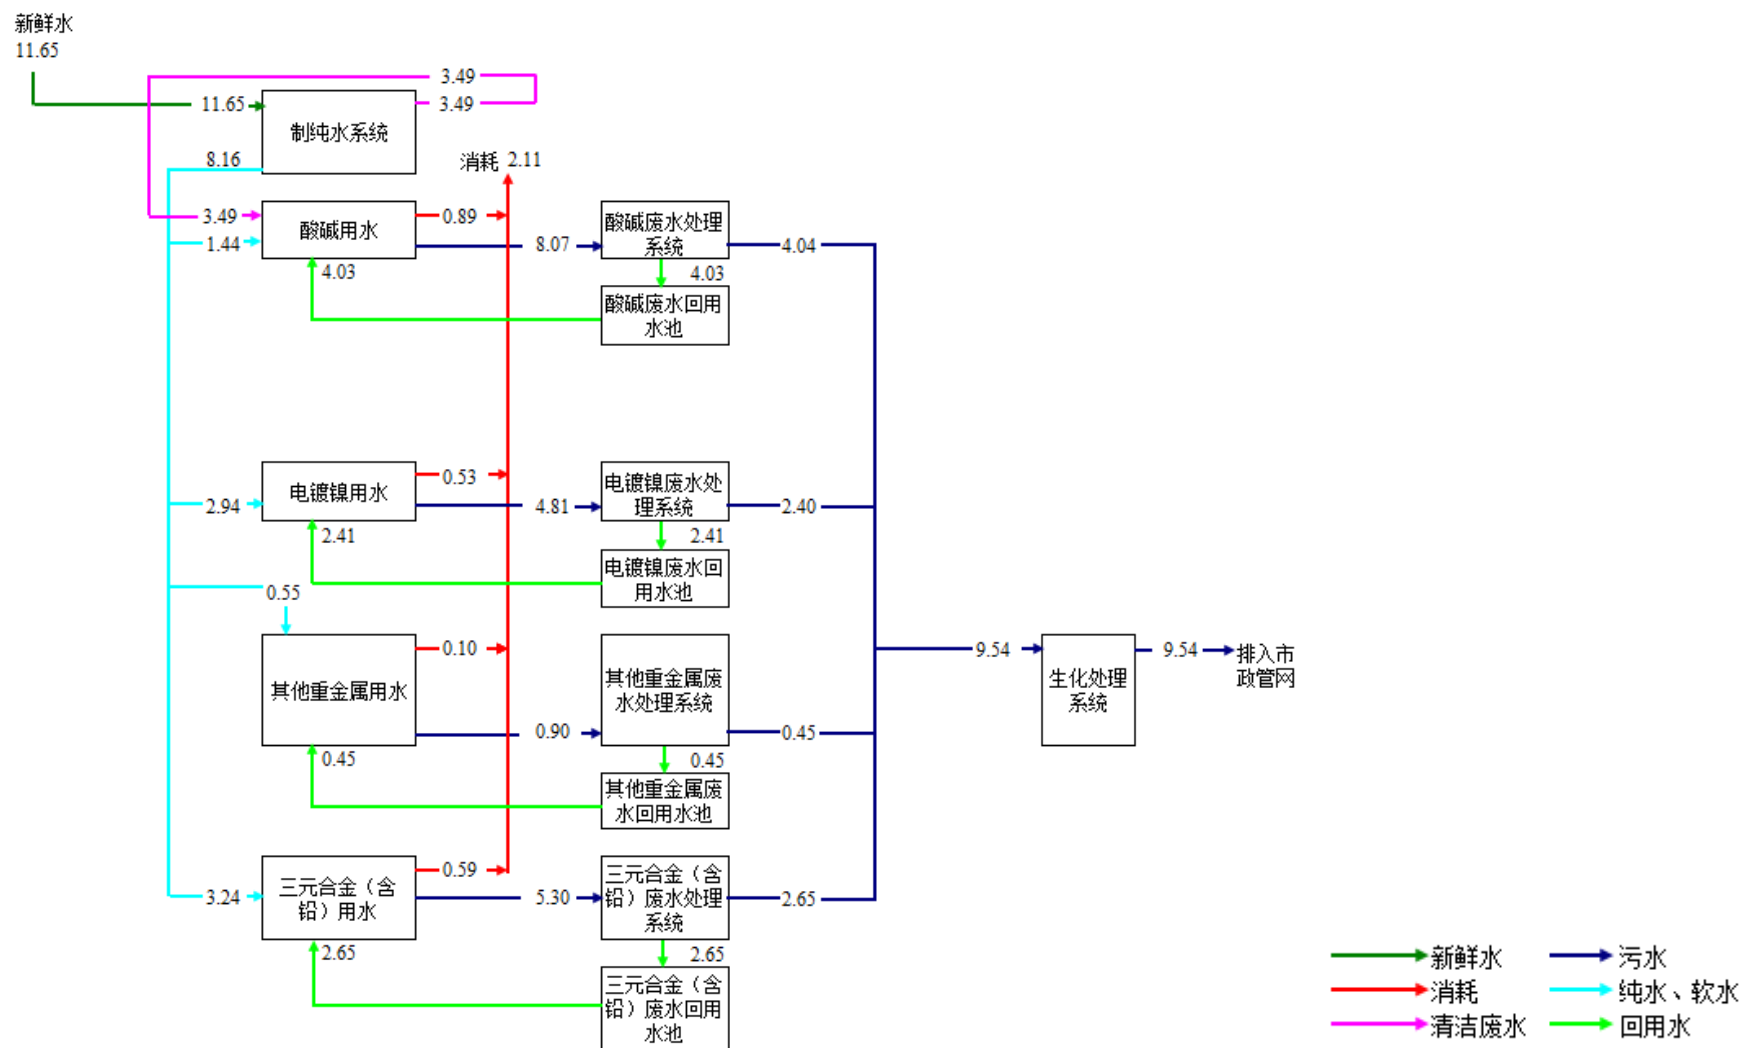 新鲜水
11.65
3.49
11.65
3.49
制纯水系统
8.16
消耗 2.11
3.49
0.89
酸碱用水
1.44
8.07
酸碱废水处理
系统
4.04
4.03
4.03
酸碱废水回用
水池
0.53
电镀镍用水
2.94
4.81
电镀镍废水处
理系统
2.40
2.41
2.41
电镀镍废水回
用水池
0.55
0.10
其他重金属用水
0.90
其他重金属废
水处理系统
0.45
9.54
生化处理
系统
9.54
排入市
政管网
0.45
0.45
其他重金属废
水回用水池
0.59
三元合金（含
铅）用水
3.24
5.30
三元合金（含
铅）废水处理
系统
2.65
2.65
2.65
三元合金（含
铅）废水回用
水池
新鲜水
污水
消耗
纯水、软水
清洁废水
回用水